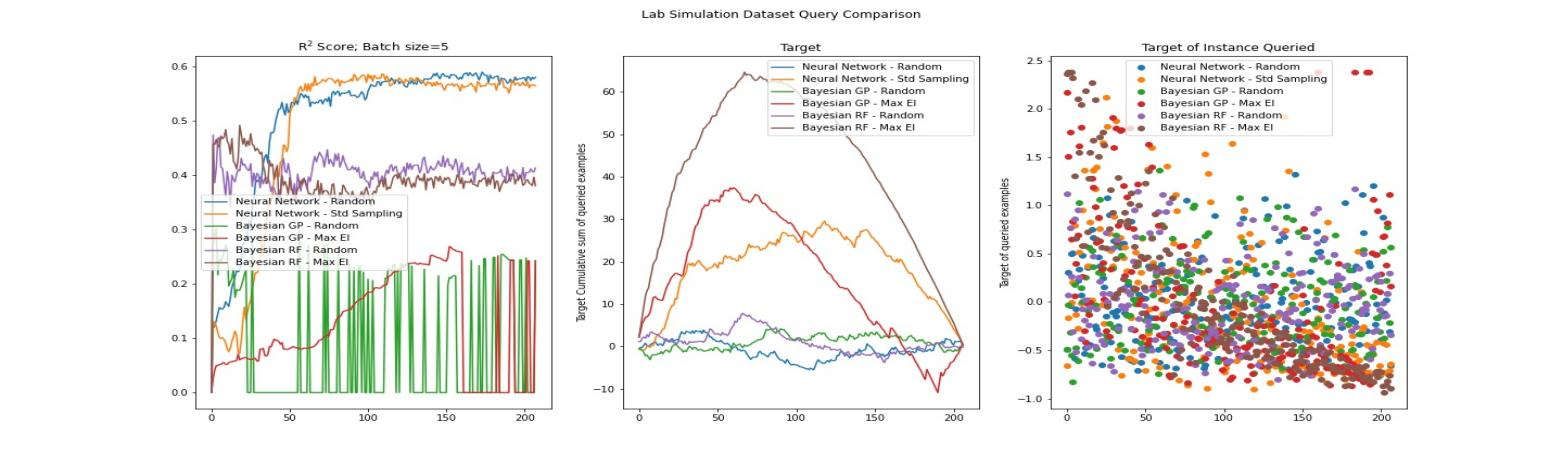 Lab Simulation Dataset Query Comparison
R² Score; Batch size=5
0.6
0.5
0.4
0.3
0.2
0.1
0.0
0
50
100
150
200
Neural Network - Random
Neural Network - Std Sampling
Bayesian GP - Random
Bayesian GP - Max EI
Bayesian RF - Random
Bayesian RF - Max EI
Target
Target Cumulative sum of queried examples
60
50
40
30
20
10
0
−10
0
50
100
150
200
Neural Network - Random
Neural Network - Std Sampling
Bayesian GP - Random
Bayesian GP - Max EI
Bayesian RF - Random
Bayesian RF - Max EI
Target of Instance Queried
Target of queried examples
2.5
2.0
1.5
1.0
0.5
0.0
−0.5
−1.0
0
50
100
150
200
Neural Network - Random
Neural Network - Std Sampling
Bayesian GP - Random
Bayesian GP - Max EI
Bayesian RF - Random
Bayesian RF - Max EI